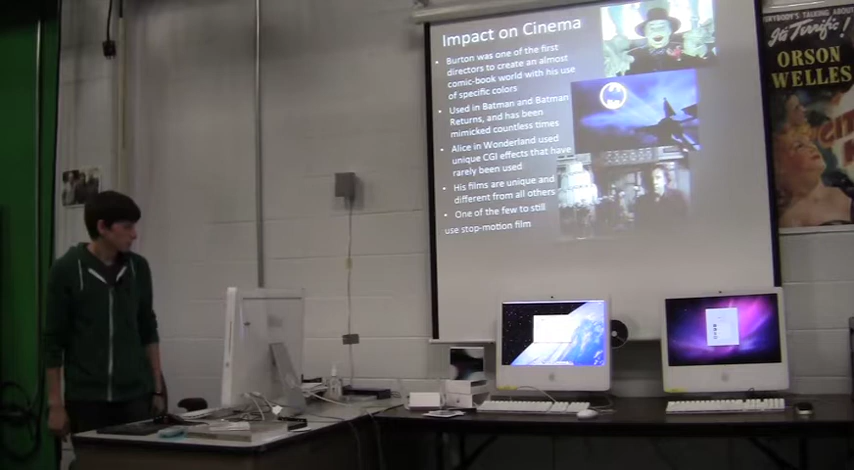 Impact on Cinema
• Burton was one of the first
directors to create an almost
comic-book world with his use
of specific colors
• Used in Batman and Batman
Returns, and has been
mimicked countless times
• Alice in Wonderland used
unique CGI effects that have
rarely been used
• His films are unique and
different from all others
• One of the few to still
use stop-motion film
EVERYBODY'S TALKING ABOUT
It's Terrific!
ORSON
WELLES